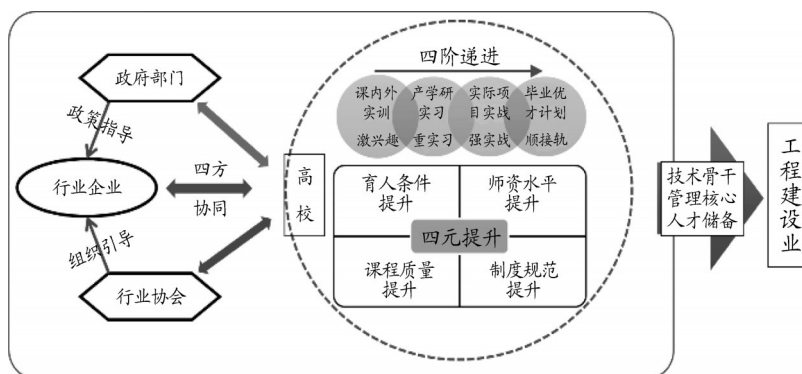 政府部门
政策指导
行业企业
组织引导
行业协会
四方
协同
高
校
四阶递进
课内外
实训
激兴趣
产学研
实习
重实习
实际项
目实战
强实战
毕业优
才计划
顺接轨
育人条件
提升
师资水平
提升
四元提升
课程质量
提升
制度规范
提升
技术骨干
管理核心
人才储备
工
程
建
设
业